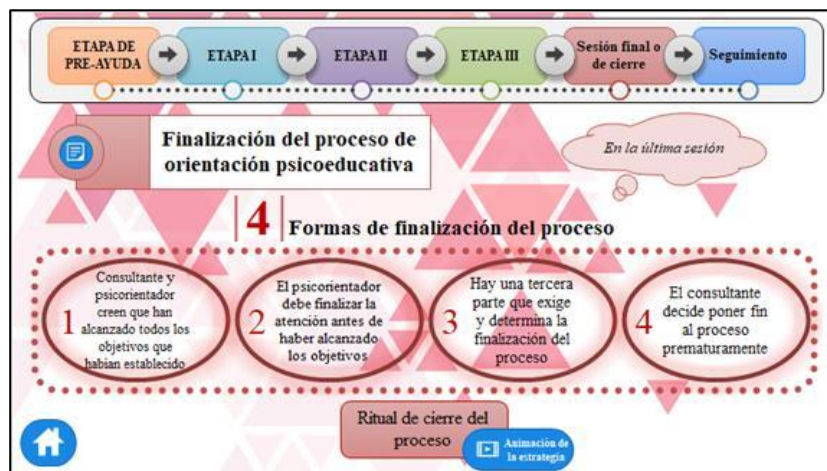 ETAPA DE
PRE-AYUDA
ETAPA I
ETAPA II
ETAPA III
Sesión final o
de cierre
Seguimiento
Finalización del proceso de
orientación psicoeducativa
En la última sesión
4 Formas de finalización del proceso
1
Consultante y
psicorientador
creen que han
alcanzado todos los
objetivos que
habian establecido
2
El psicorientador
debe finalizar la
atención antes de
haber alcanzado
los objetivos
3
Hay una tercera
parte que exige
y determina la
finalización del
proceso
4
El consultante
decide poner fin
al proceso
prematuramente
Ritual de cierre del
proceso
Animación de
la estrategia